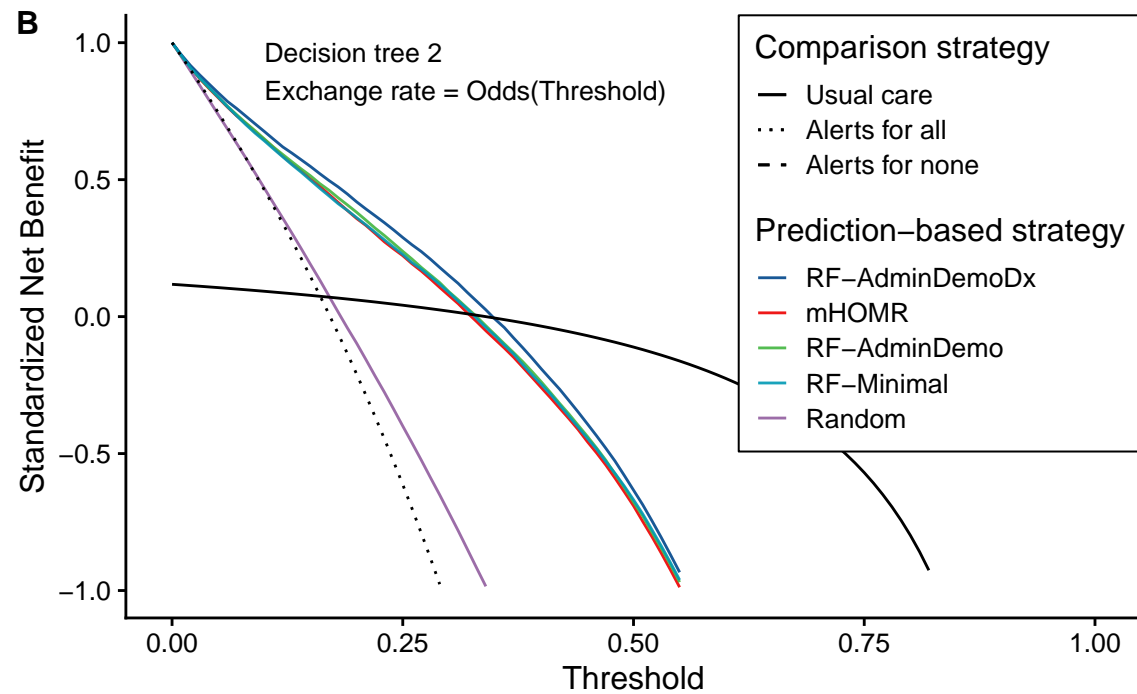 B
Decision tree 2
Exchange rate = Odds(Threshold)
Comparison strategy
Usual care
Alerts for all
Alerts for none
Prediction−based strategy
RF−AdminDemoDx
mHOMR
RF−AdminDemo
RF−Minimal
Random
Standardized Net Benefit
1.0
0.5
0.0
−0.5
−1.0
0.00 0.25 0.50 0.75 1.00
Threshold